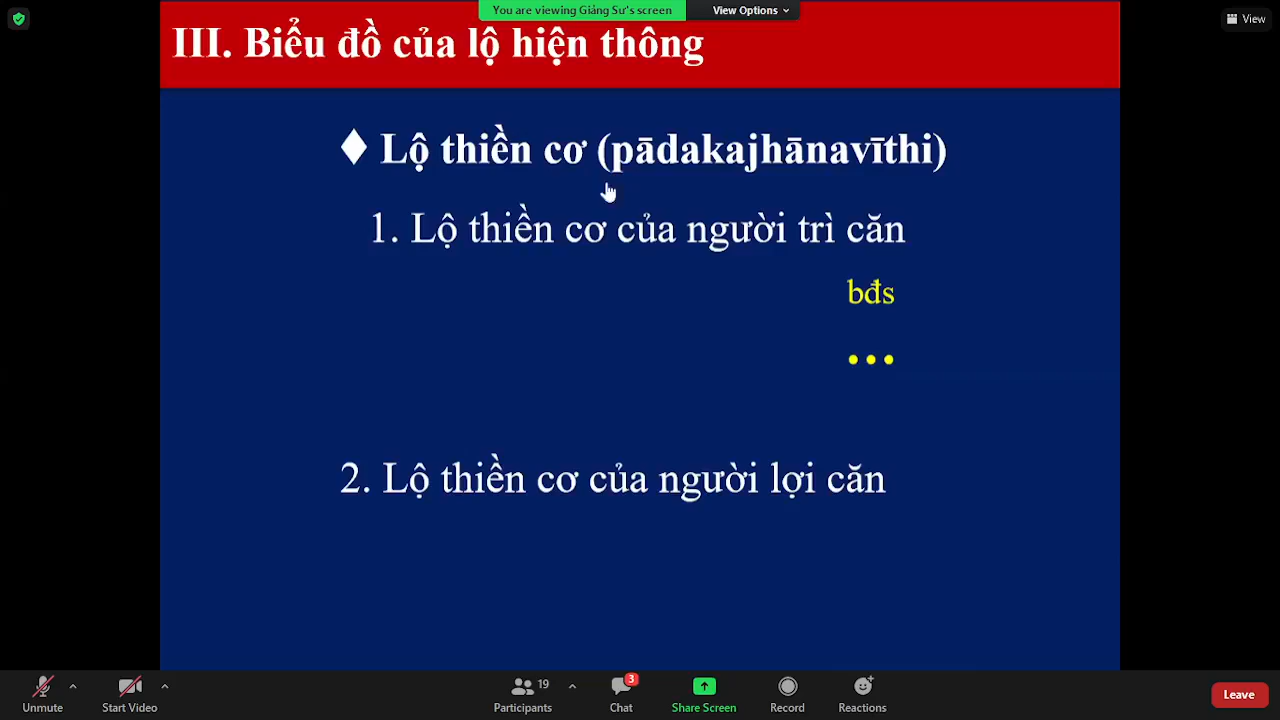 You are viewing Giảng Sư's screen
View Options
View
III. Biểu đồ của lộ hiện thông
♦ Lộ thiền cơ (pādakajhānavīthi)
1. Lộ thiền cơ của người trì căn
bđs
•••
2. Lộ thiền cơ của người lợi căn
Unmute
Start Video
19
Participants
3
Chat
Share Screen
Record
Reactions
Leave